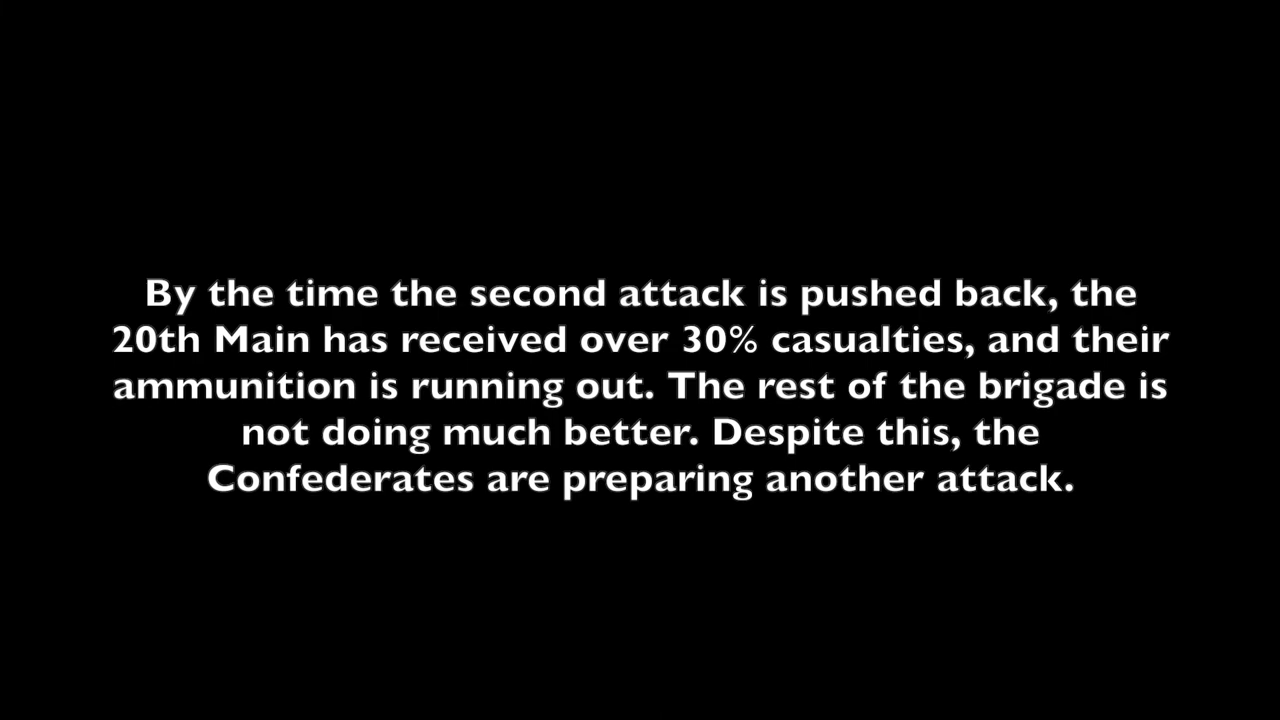 By the time the second attack is pushed back, the
20th Main has received over 30% casualties, and their
ammunition is running out. The rest of the brigade is
not doing much better. Despite this, the
Confederates are preparing another attack.